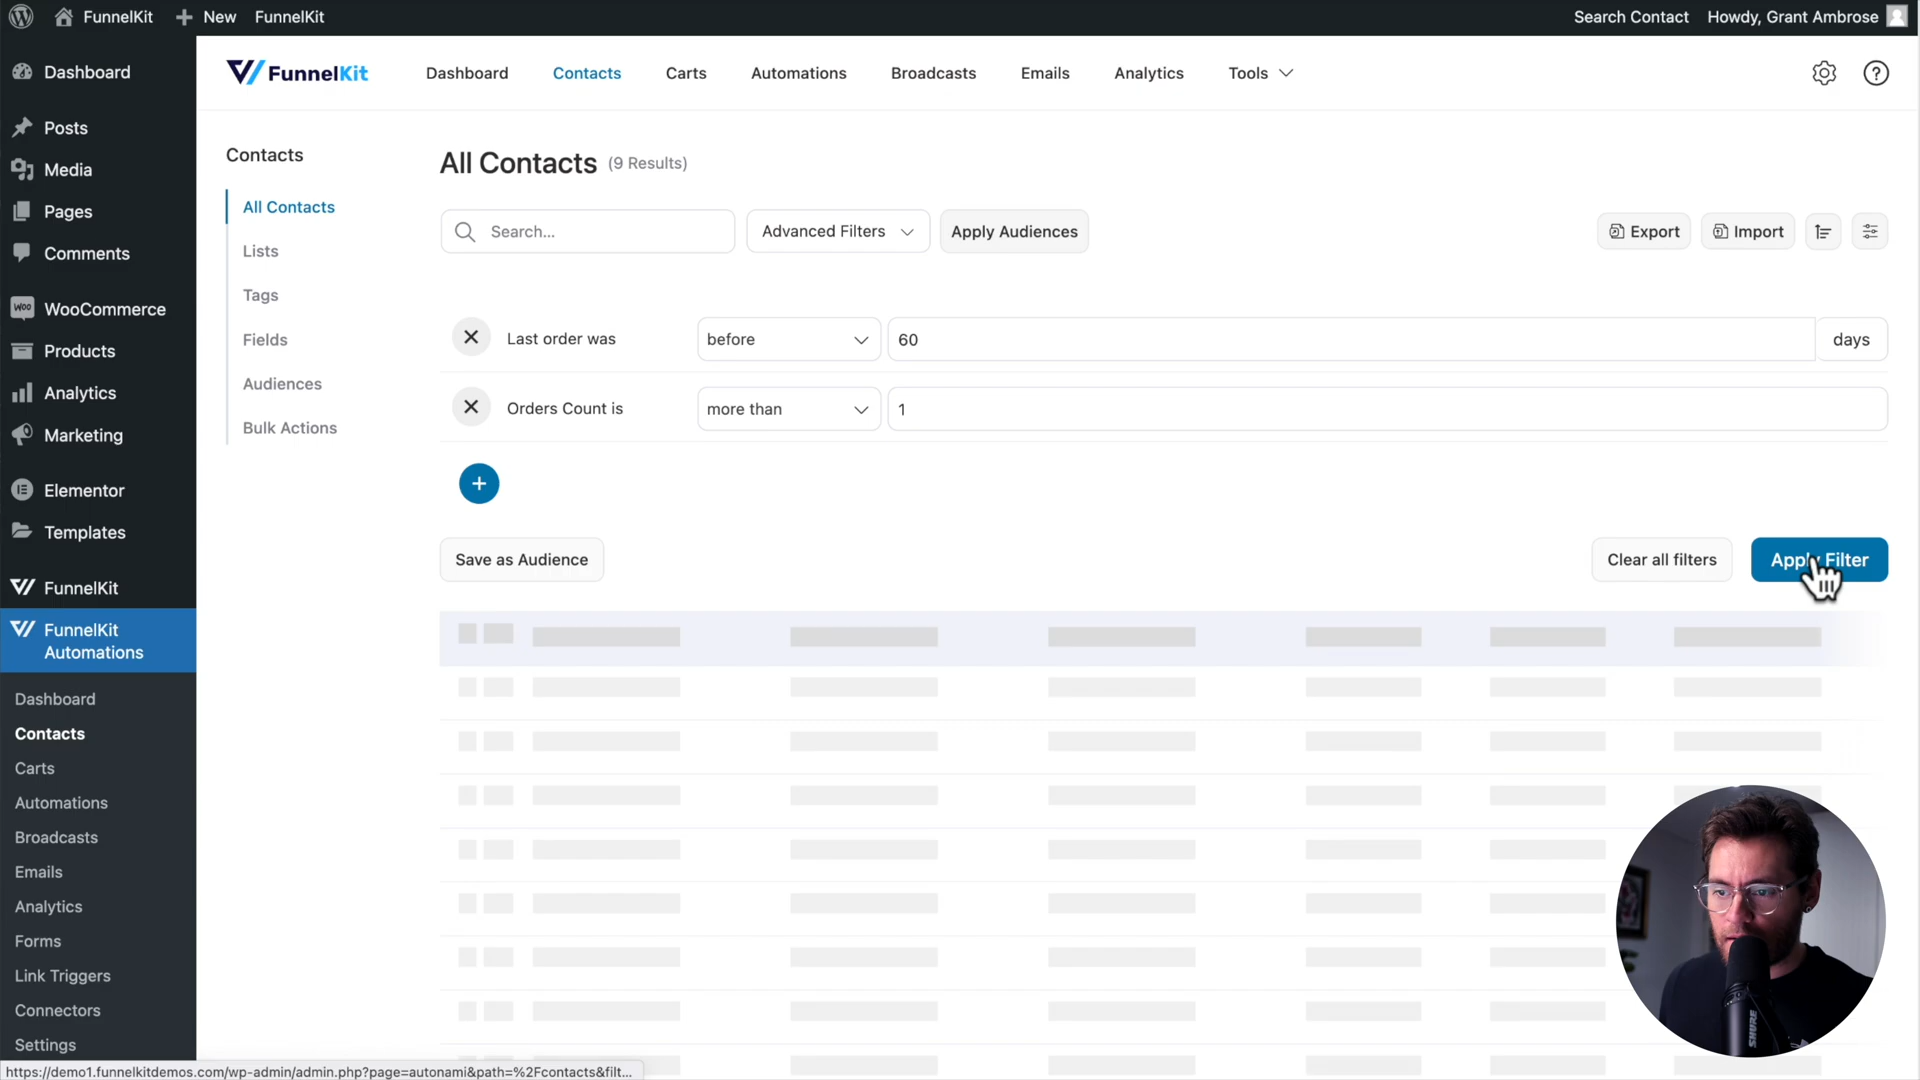 FunnelKit
New
FunnelKit
Search Contact
Howdy, Grant Ambrose
Dashboard
Posts
Media
Pages
Comments
WooCommerce
Products
Analytics
Marketing
Elementor
Templates
FunnelKit
FunnelKit
Automations
Dashboard
Contacts
Carts
Automations
Broadcasts
Emails
Analytics
Forms
Link Triggers
Connectors
Settings
FunnelKit
Dashboard
Contacts
Carts
Automations
Broadcasts
Emails
Analytics
Tools
Contacts
All Contacts
Lists
Tags
Fields
Audiences
Bulk Actions
All Contacts (9 Results)
Search...
Advanced Filters
Apply Audiences
Export
Import
Last order was
before
60
days
Orders Count is
more than
1
Save as Audience
Clear all filters
Apply Filter
SHURE
https://demo1.funnelkitdemos.com/wp-admin/admin.php?page=autonami&path=%2Fcontacts&filt...